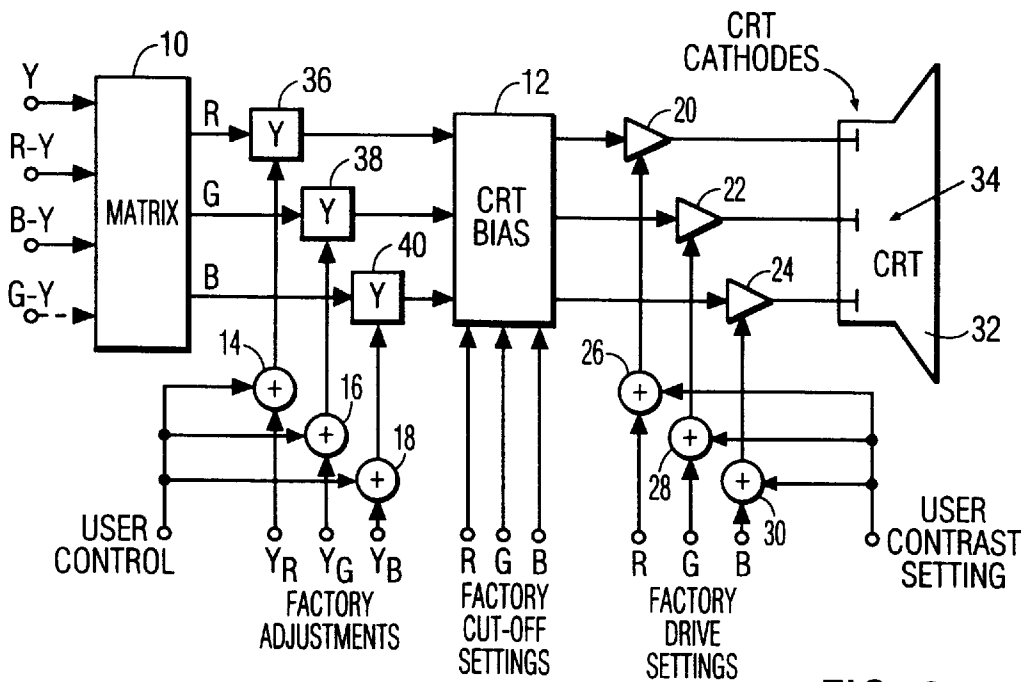 10
36
12
20
CRT
CATHODES
Y
R-Y
B-Y
G-Y
MATRIX
R
G
B
Y
38
Y
40
Y
CRT
BIAS
22
24
34
CRT
32
14
+
16
+
18
+
26
+
28
+
30
+
USER
CONTROL
YR
YG
YB
FACTORY
ADJUSTMENTS
R G B
FACTORY
CUT-OFF
SETTINGS
R G B
FACTORY
DRIVE
SETTINGS
USER
CONTRAST
SETTING